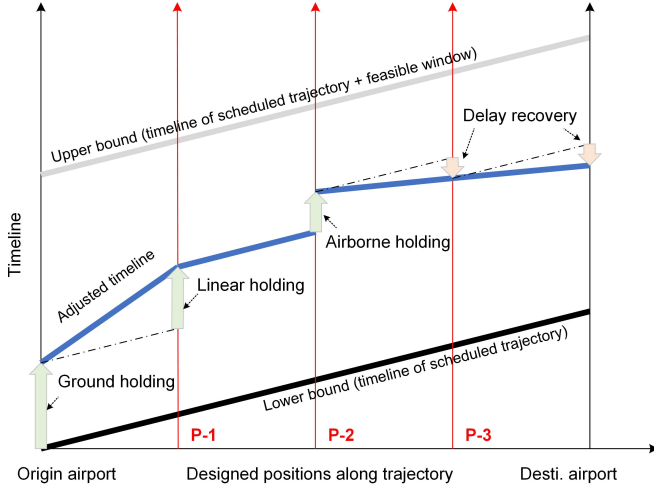 Upper bound (timeline of scheduled trajectory + feasible window)
Delay recovery
Airborne holding
Timeline
Adjusted timeline
Linear holding
Ground holding
Lower bound (timeline of scheduled trajectory)
P-1
P-2
P-3
Origin airport
Designed positions along trajectory
Desti. airport